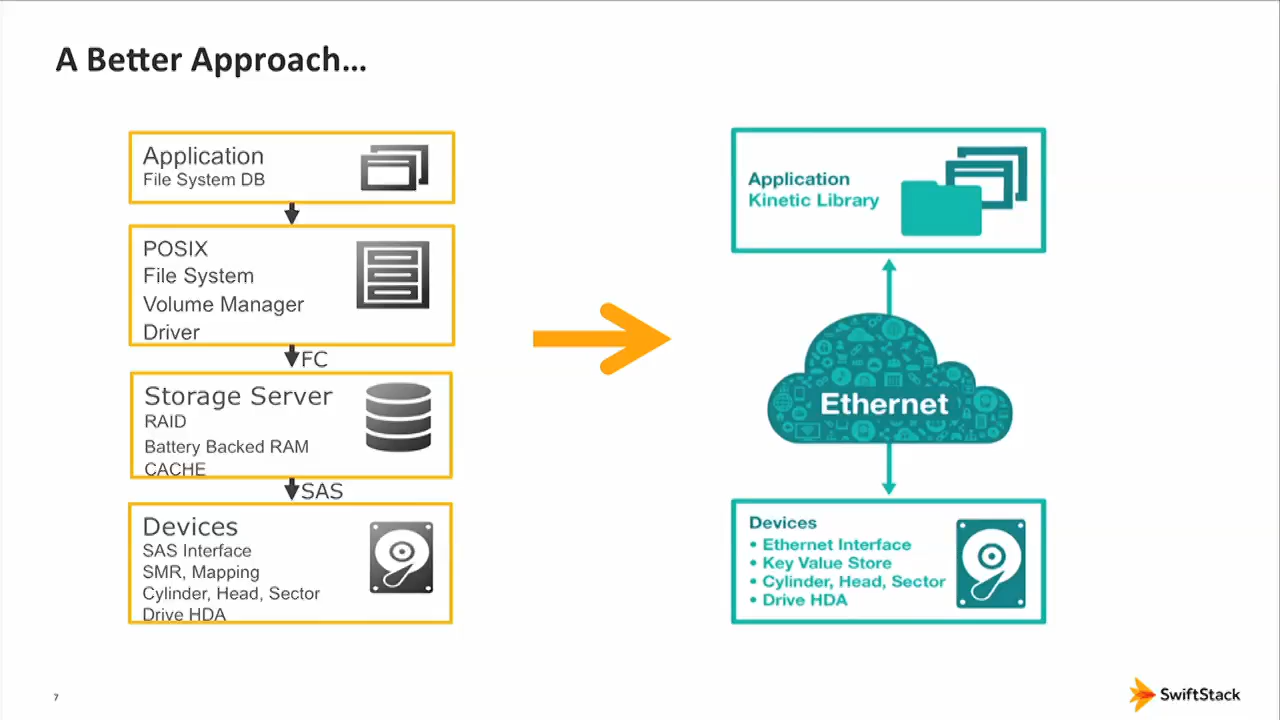 A Better Approach...
Application
File System DB
POSIX
File System
Volume Manager
Driver
FC
Storage Server
RAID
Battery Backed RAM
CACHE
SAS
Devices
SAS Interface
SMR, Mapping
Cylinder, Head, Sector
Drive HDA
Application
Kinetic Library
Ethernet
Devices
• Ethernet Interface
• Key Value Store
• Cylinder, Head, Sector
• Drive HDA
7
SwiftStack